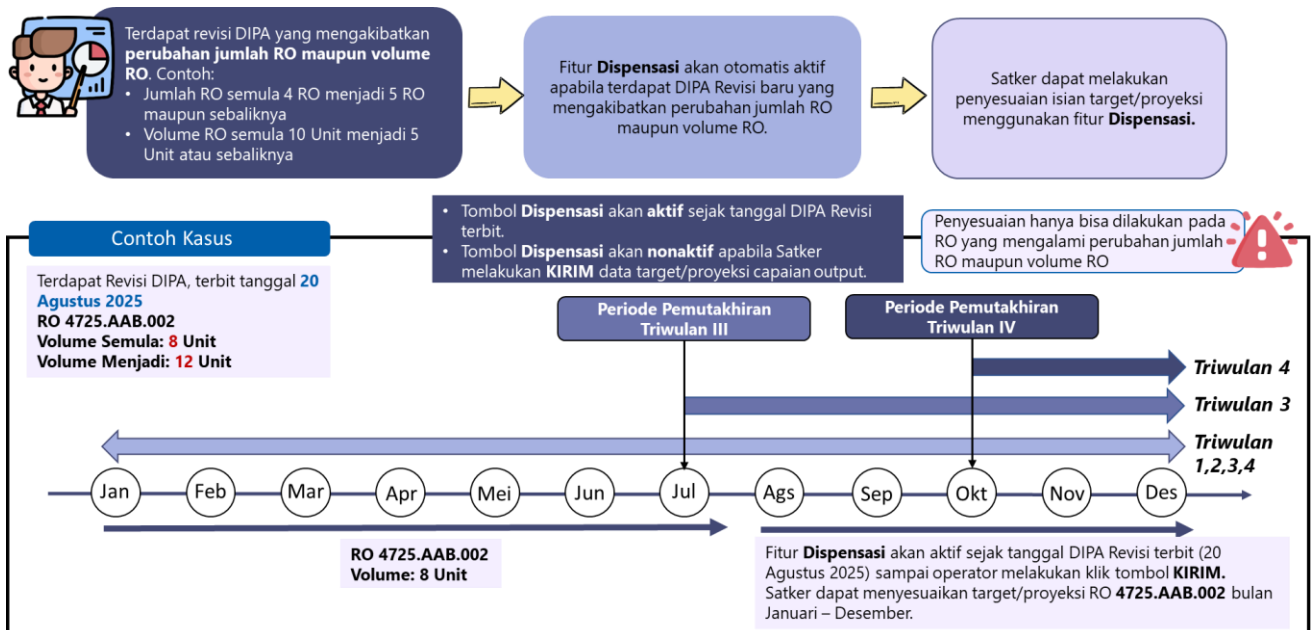 Terdapat revisi DIPA yang mengakibatkan
perubahan jumlah RO maupun volume
RO. Contoh:
• Jumlah RO semula 4 RO menjadi 5 RO
maupun sebaliknya
• Volume RO semula 10 Unit menjadi 5
Unit atau sebaliknya
Fitur Dispensasi akan otomatis aktif
apabila terdapat DIPA Revisi baru yang
mengakibatkan perubahan jumlah RO
maupun volume RO.
Satker dapat melakukan
penyesuaian isian target/proyeksi
menggunakan fitur Dispensasi.
• Tombol Dispensasi akan aktif sejak tanggal DIPA Revisi
terbit.
• Tombol Dispensasi akan nonaktif apabila Satker
melakukan KIRIM data target/proyeksi capaian output.
Penyesuaian hanya bisa dilakukan pada
RO yang mengalami perubahan jumlah
RO maupun volume RO
Contoh Kasus
Terdapat Revisi DIPA, terbit tanggal 20
Agustus 2025
RO 4725.AAB.002
Volume Semula: 8 Unit
Volume Menjadi: 12 Unit
Periode Pemutakhiran
Triwulan III
Periode Pemutakhiran
Triwulan IV
Triwulan 4
Triwulan 3
Triwulan
1,2,3,4
Jan Feb Mar Apr Mei Jun Jul Ags Sep Okt Nov Des
RO 4725.AAB.002
Volume: 8 Unit
Fitur Dispensasi akan aktif sejak tanggal DIPA Revisi terbit (20
Agustus 2025) sampai operator melakukan klik tombol KIRIM.
Satker dapat menyesuaikan target/proyeksi RO 4725.AAB.002 bulan
Januari – Desember.